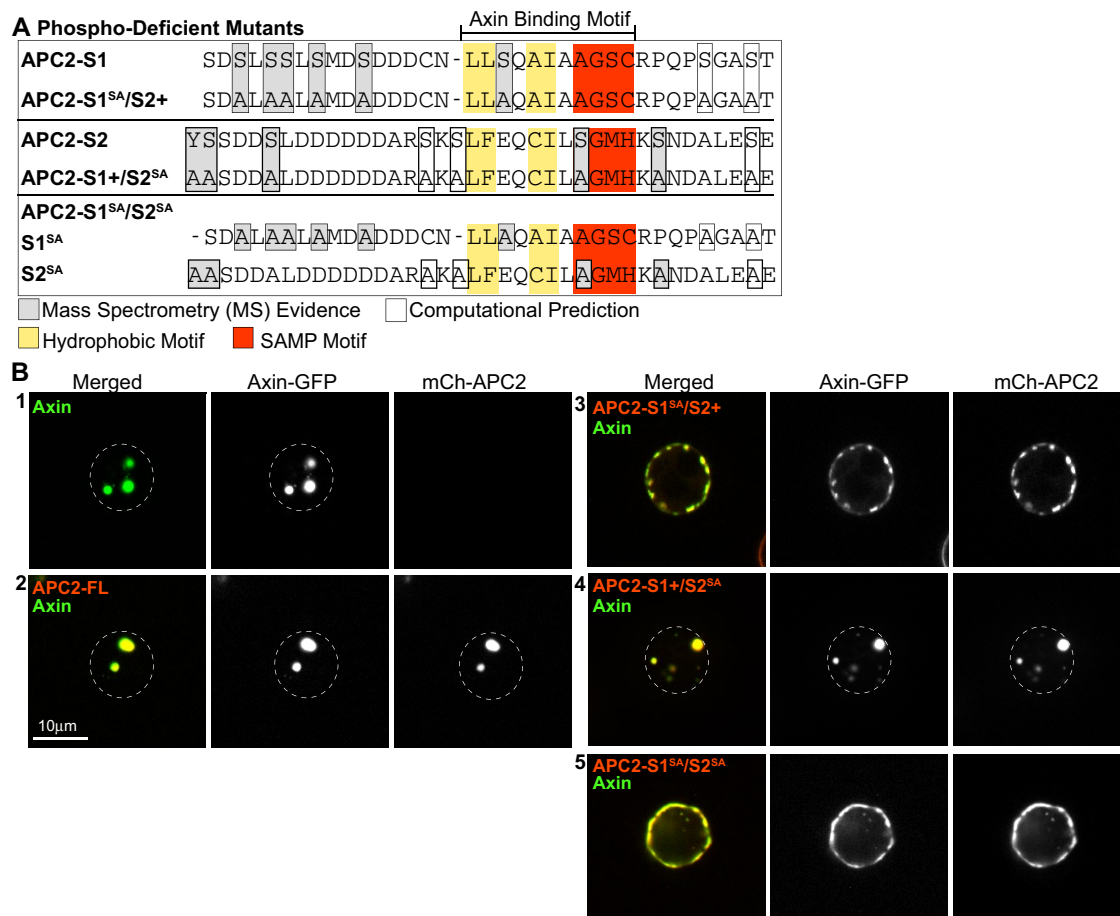 A Phospho-Deficient Mutants
Axin Binding Motif
APC2-S1 SDSLSSLSMDSDDDCN-LLSQAIAAGSCRPQPSGAST
APC2-S1SA/S2+ SDALAALAMDADDDCN-LLAQAIAAGSCRPQPAGAAT
APC2-S2 YSSDDSLDDDDDDARSKSLFEQCILSGMHKSNDALESE
APC2-S1+/S2SA AASDDALDDDDDDARAKALFEQCILAGMHKANDALEAE
APC2-S1SA/S2SA
S1SA -SDALAALAMDADDDCN-LLAQAIAAGSCRPQPAGAAT
S2SA AASDDALDDDDDDARAKALFEQCILAGMHKANDALEAE
Mass Spectrometry (MS) Evidence Computational Prediction
Hydrophobic Motif SAMP Motif
B
Merged Axin-GFP mCh-APC2 Merged Axin-GFP mCh-APC2
1
Axin
2
APC2-FL
Axin
10μm
3
APC2-S1SA/S2+
Axin
4
APC2-S1+/S2SA
Axin
5
APC2-S1SA/S2SA
Axin